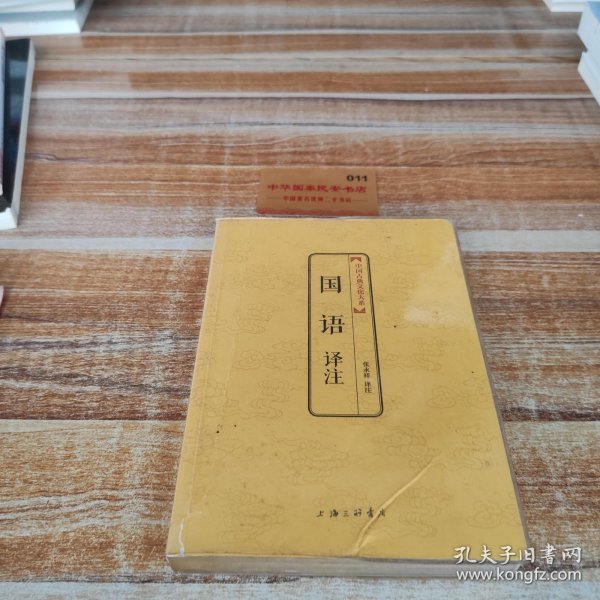 011
中华国泰民安书店
国语 译注
中国古典文化大系
张永祥 译注
上海三联书店
孔夫子旧书网
www.kongfz.com